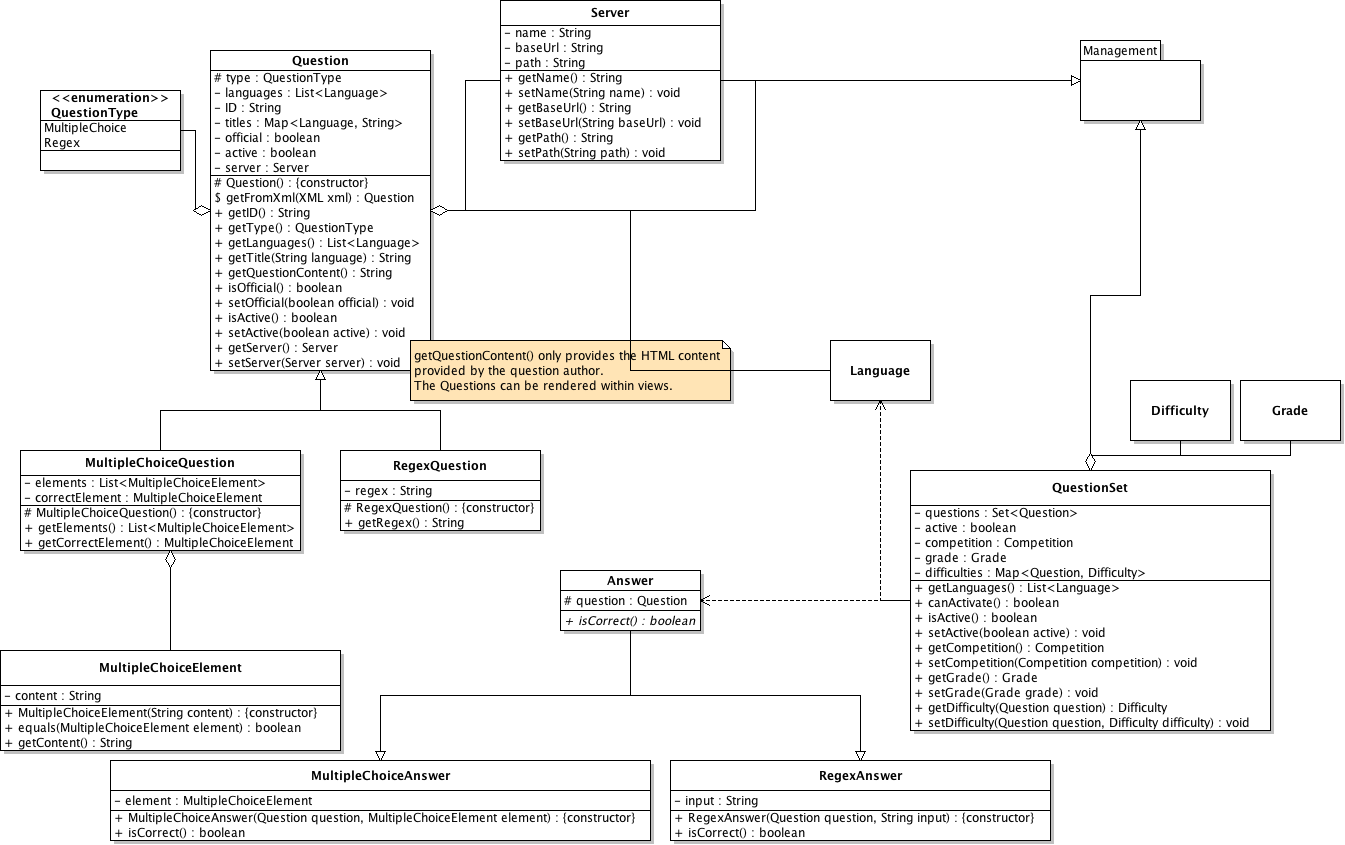 Server
– name : String
– baseUrl : String
– path : String
+ getName() : String
+ setName(String name) : void
+ getBaseUrl() : String
+ setBaseUrl(String baseUrl) : void
+ getPath() : String
+ setPath(String path) : void
Management
Question
# type : QuestionType
– languages : List<Language>
– ID : String
– titles : Map<Language, String>
– official : boolean
– active : boolean
– server : Server
# Question() : {constructor}
$ getFromXml(XML xml) : Question
+ getID() : String
+ getType() : QuestionType
+ getLanguages() : List<Language>
+ getTitle(String language) : String
+ getQuestionContent() : String
+ isOfficial() : boolean
+ setOfficial(boolean official) : void
+ isActive() : boolean
+ setActive(boolean active) : void
+ getServer() : Server
+ setServer(Server server) : void
<<enumeration>>
QuestionType
MultipleChoice
Regex
getQuestionContent() only provides the HTML content
provided by the question author.
The Questions can be rendered within views.
Language
Difficulty
Grade
MultipleChoiceQuestion
– elements : List<MultipleChoiceElement>
– correctElement : MultipleChoiceElement
# MultipleChoiceQuestion() : {constructor}
+ getElements() : List<MultipleChoiceElement>
+ getCorrectElement() : MultipleChoiceElement
RegexQuestion
– regex : String
# RegexQuestion() : {constructor}
+ getRegex() : String
QuestionSet
– questions : Set<Question>
– active : boolean
– competition : Competition
– grade : Grade
– difficulties : Map<Question, Difficulty>
+ getLanguages() : List<Language>
+ canActivate() : boolean
+ isActive() : boolean
+ setActive(boolean active) : void
+ getCompetition() : Competition
+ setCompetition(Competition competition) : void
+ getGrade() : Grade
+ setGrade(Grade grade) : void
+ getDifficulty(Question question) : Difficulty
+ setDifficulty(Question question, Difficulty difficulty) : void
Answer
# question : Question
+ isCorrect() : boolean
MultipleChoiceElement
– content : String
+ MultipleChoiceElement(String content) : {constructor}
+ equals(MultipleChoiceElement element) : boolean
+ getContent() : String
MultipleChoiceAnswer
– element : MultipleChoiceElement
+ MultipleChoiceAnswer(Question question, MultipleChoiceElement element) : {constructor}
+ isCorrect() : boolean
RegexAnswer
– input : String
+ RegexAnswer(Question question, String input) : {constructor}
+ isCorrect() : boolean